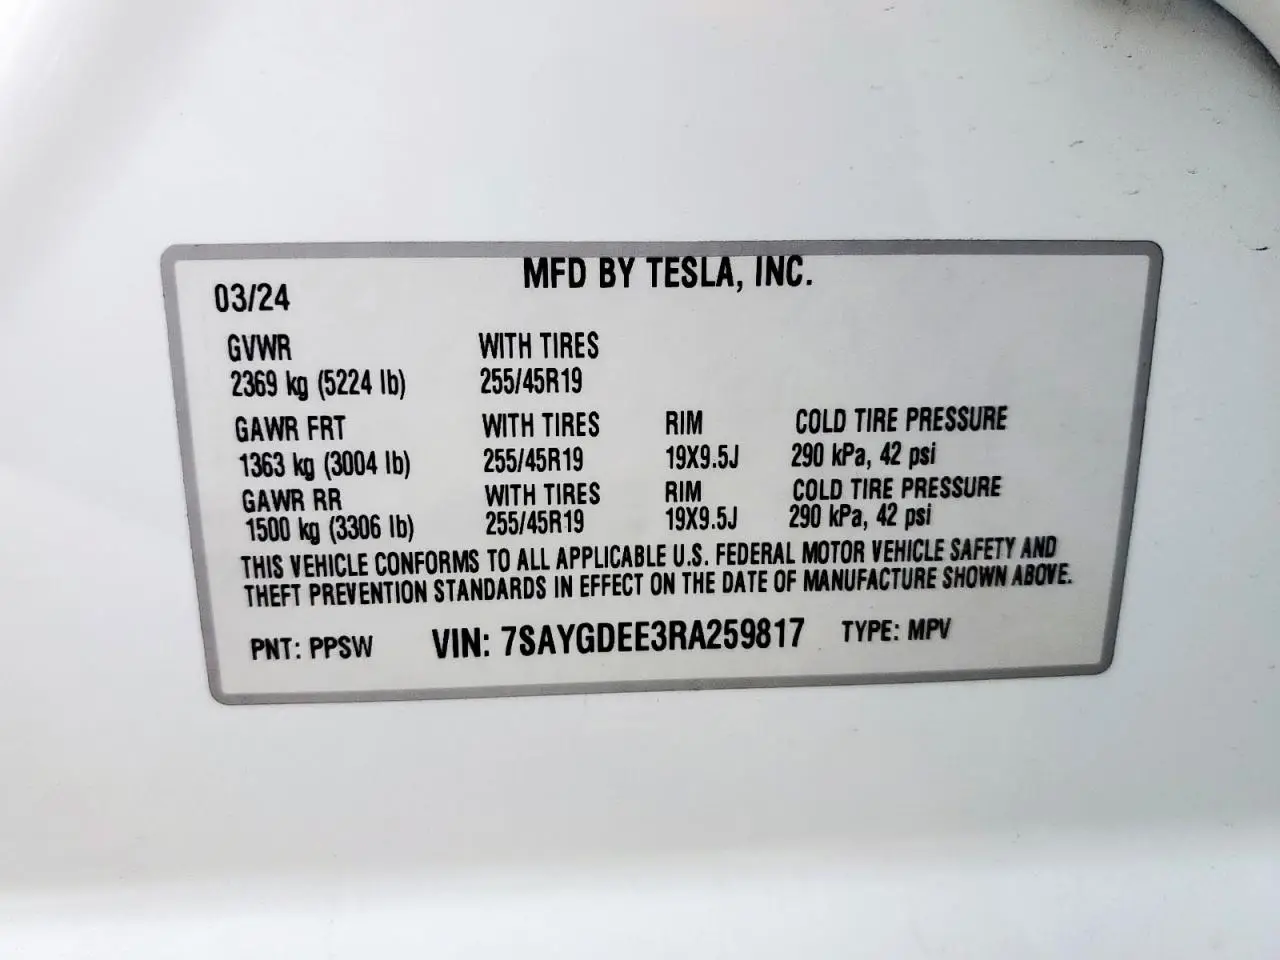 MFD BY TESLA, INC.
03/24
GVWR WITH TIRES
2369 kg (5224 lb) 255/45R19
GAWR FRT WITH TIRES RIM COLD TIRE PRESSURE
1363 kg (3004 lb) 255/45R19 19X9.5J 290 kPa, 42 psi
GAWR RR WITH TIRES RIM COLD TIRE PRESSURE
1500 kg (3306 lb) 255/45R19 19X9.5J 290 kPa, 42 psi
THIS VEHICLE CONFORMS TO ALL APPLICABLE U.S. FEDERAL MOTOR VEHICLE SAFETY AND
THEFT PREVENTION STANDARDS IN EFFECT ON THE DATE OF MANUFACTURE SHOWN ABOVE.
PNT: PPSW VIN: 7SAYGDEE3RA259817 TYPE: MPV